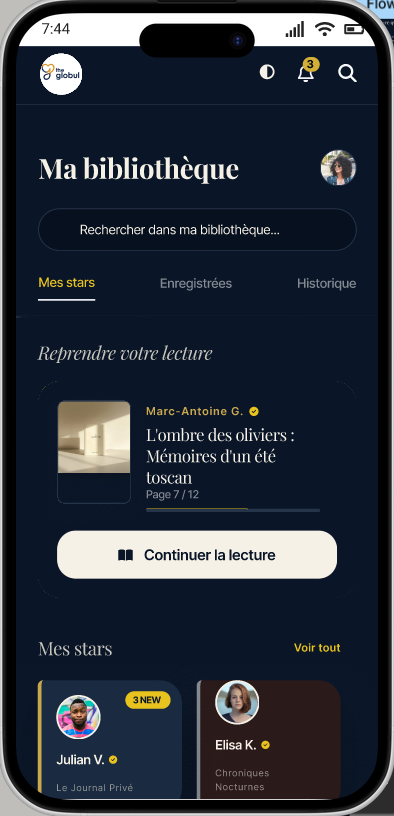 Flow
7:44
the
globul
3
Ma bibliothèque
Rechercher dans ma bibliothèque...
Mes stars
Enregistrées
Historique
Reprendre votre lecture
Marc-Antoine G.
L'ombre des oliviers :
Mémoires d'un été
toscan
Page 7 / 12
Continuer la lecture
Mes stars
Voir tout
3 NEW
Julian V.
Le Journal Privé
Elisa K.
Chroniques
Nocturnes